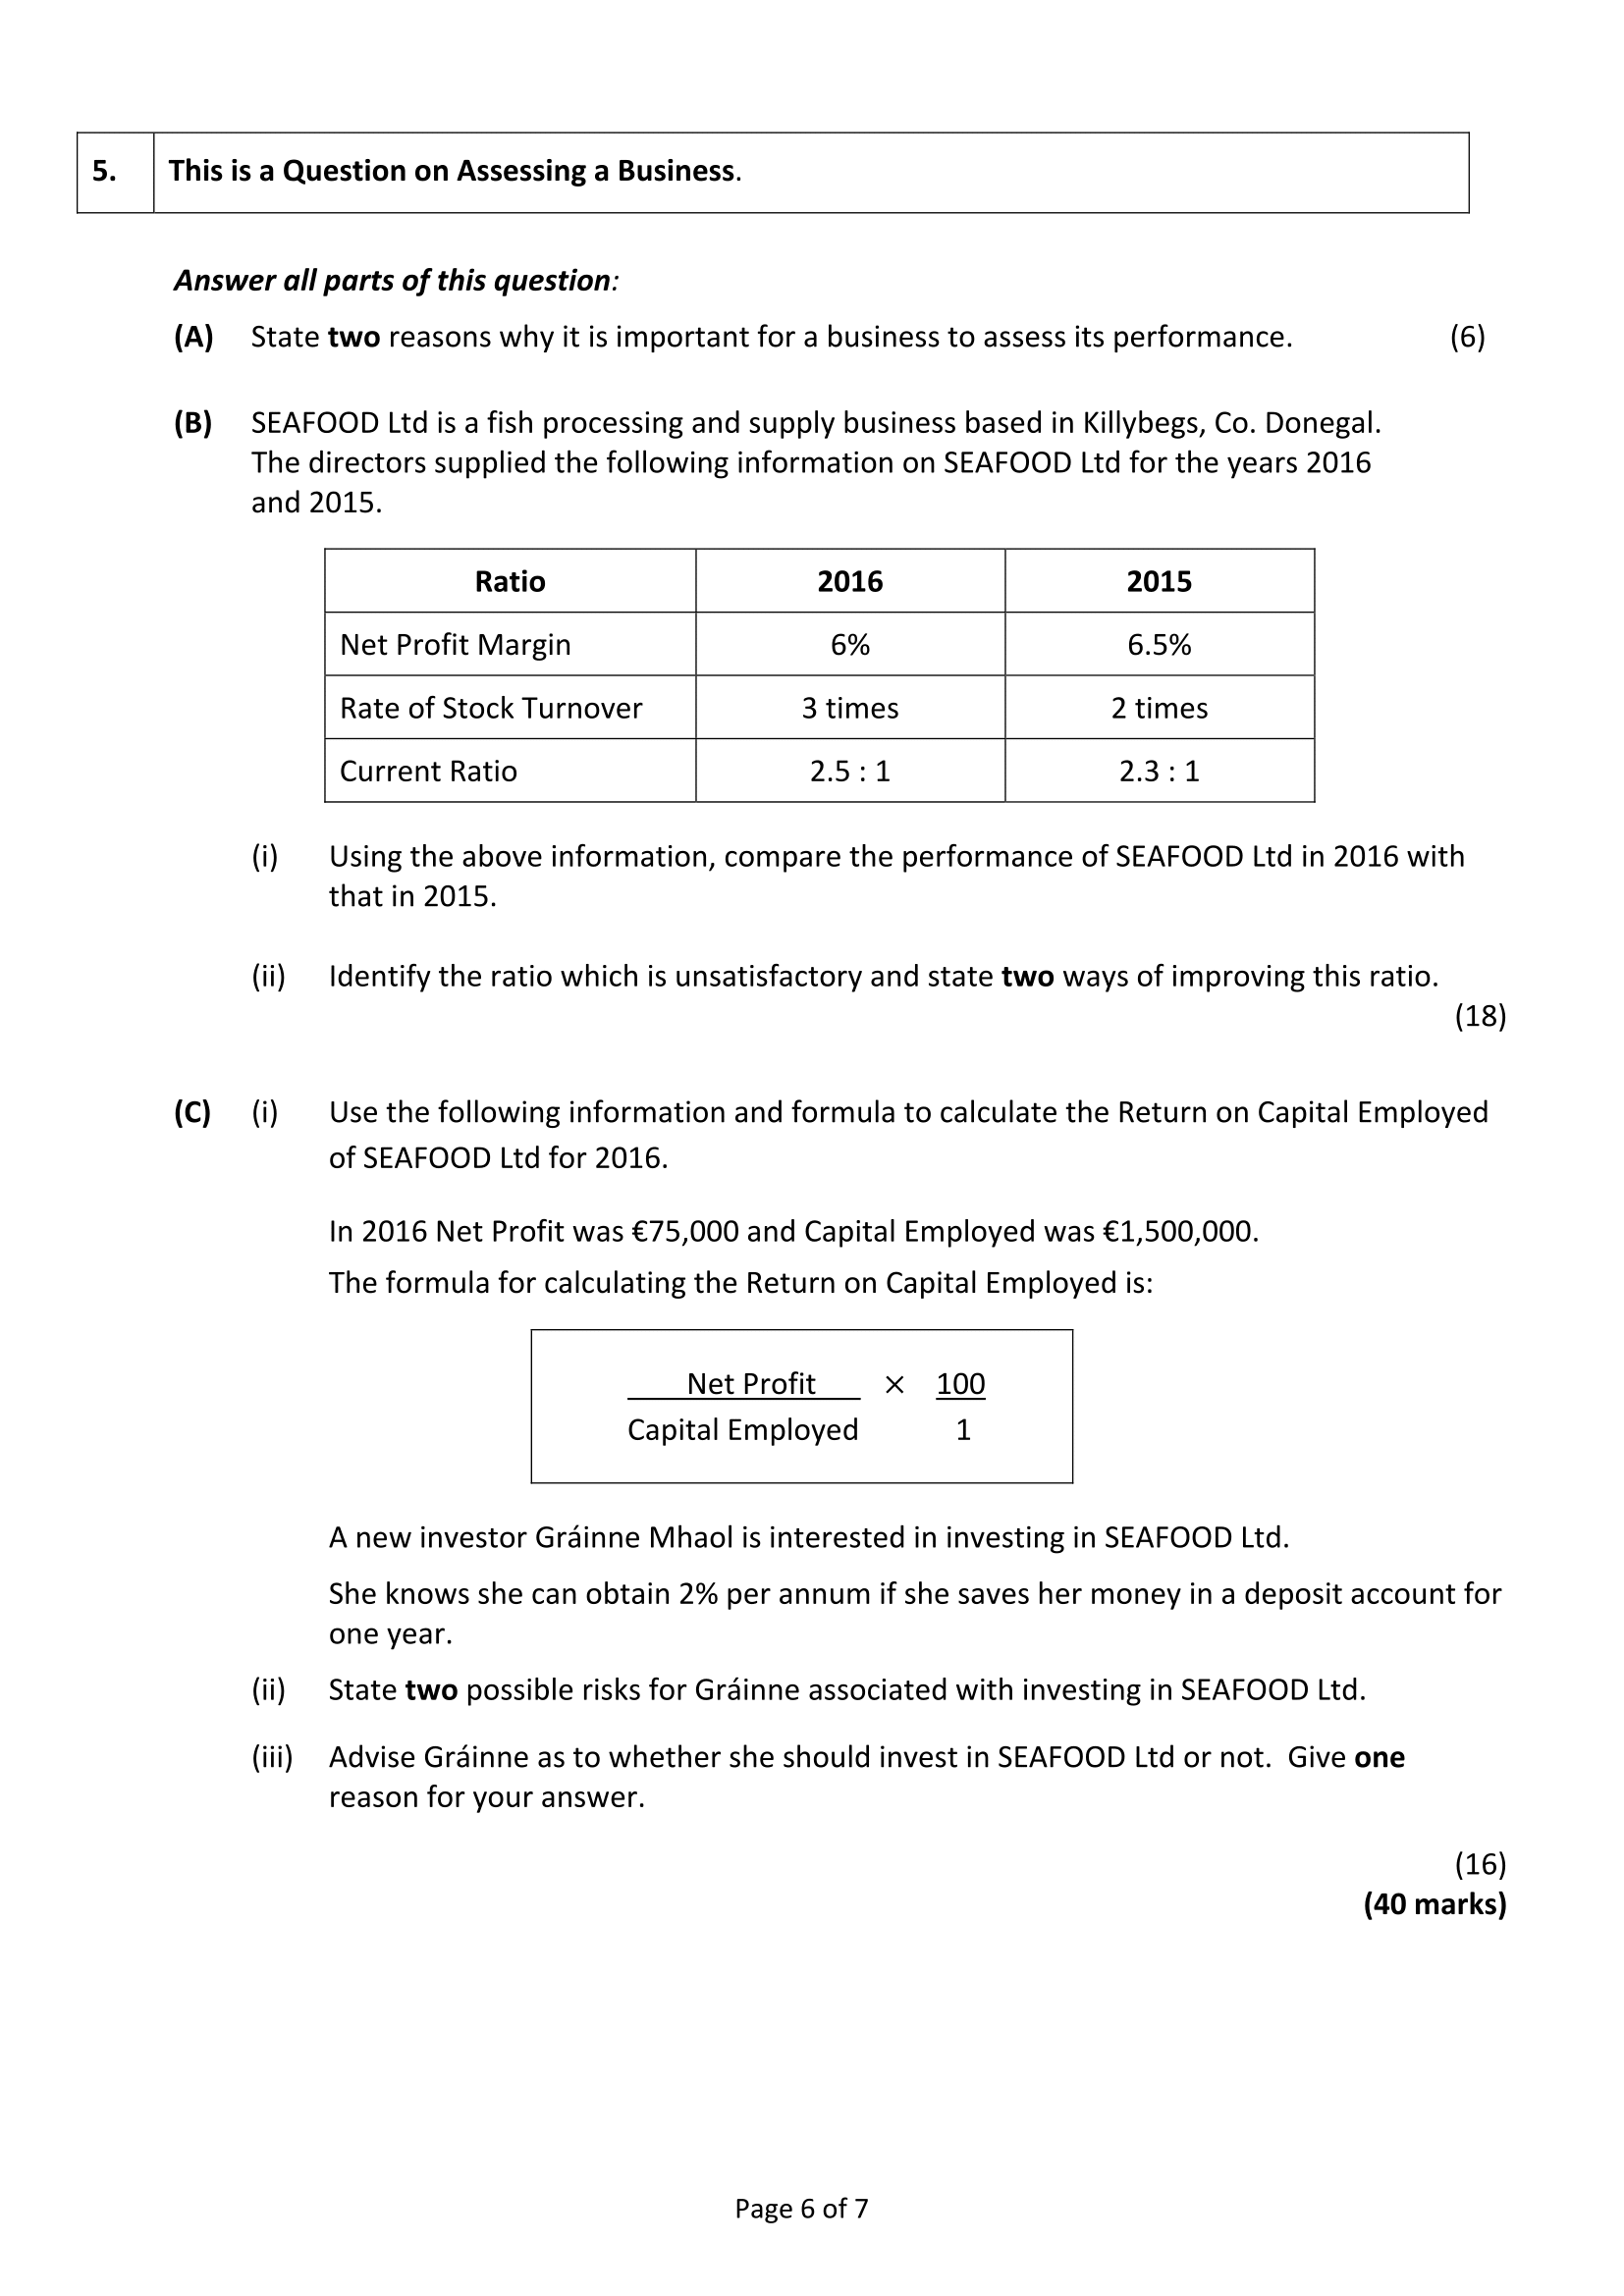 5. This is a Question on Assessing a Business.
Answer all parts of this question:
(A) State two reasons why it is important for a business to assess its performance. (6)
(B) SEAFOOD Ltd is a fish processing and supply business based in Killybegs, Co. Donegal.
The directors supplied the following information on SEAFOOD Ltd for the years 2016
and 2015.
Ratio 2016 2015
Net Profit Margin 6% 6.5%
Rate of Stock Turnover 3 times 2 times
Current Ratio 2.5 : 1 2.3 : 1
(i) Using the above information, compare the performance of SEAFOOD Ltd in 2016 with
that in 2015.
(ii) Identify the ratio which is unsatisfactory and state two ways of improving this ratio.
(18)
(C) (i) Use the following information and formula to calculate the Return on Capital Employed
of SEAFOOD Ltd for 2016.
In 2016 Net Profit was €75,000 and Capital Employed was €1,500,000.
The formula for calculating the Return on Capital Employed is:
Net Profit × 100
Capital Employed 1
A new investor Gráinne Mhaol is interested in investing in SEAFOOD Ltd.
She knows she can obtain 2% per annum if she saves her money in a deposit account for
one year.
(ii) State two possible risks for Gráinne associated with investing in SEAFOOD Ltd.
(iii) Advise Gráinne as to whether she should invest in SEAFOOD Ltd or not. Give one
reason for your answer.
(16)
(40 marks)
Page 6 of 7